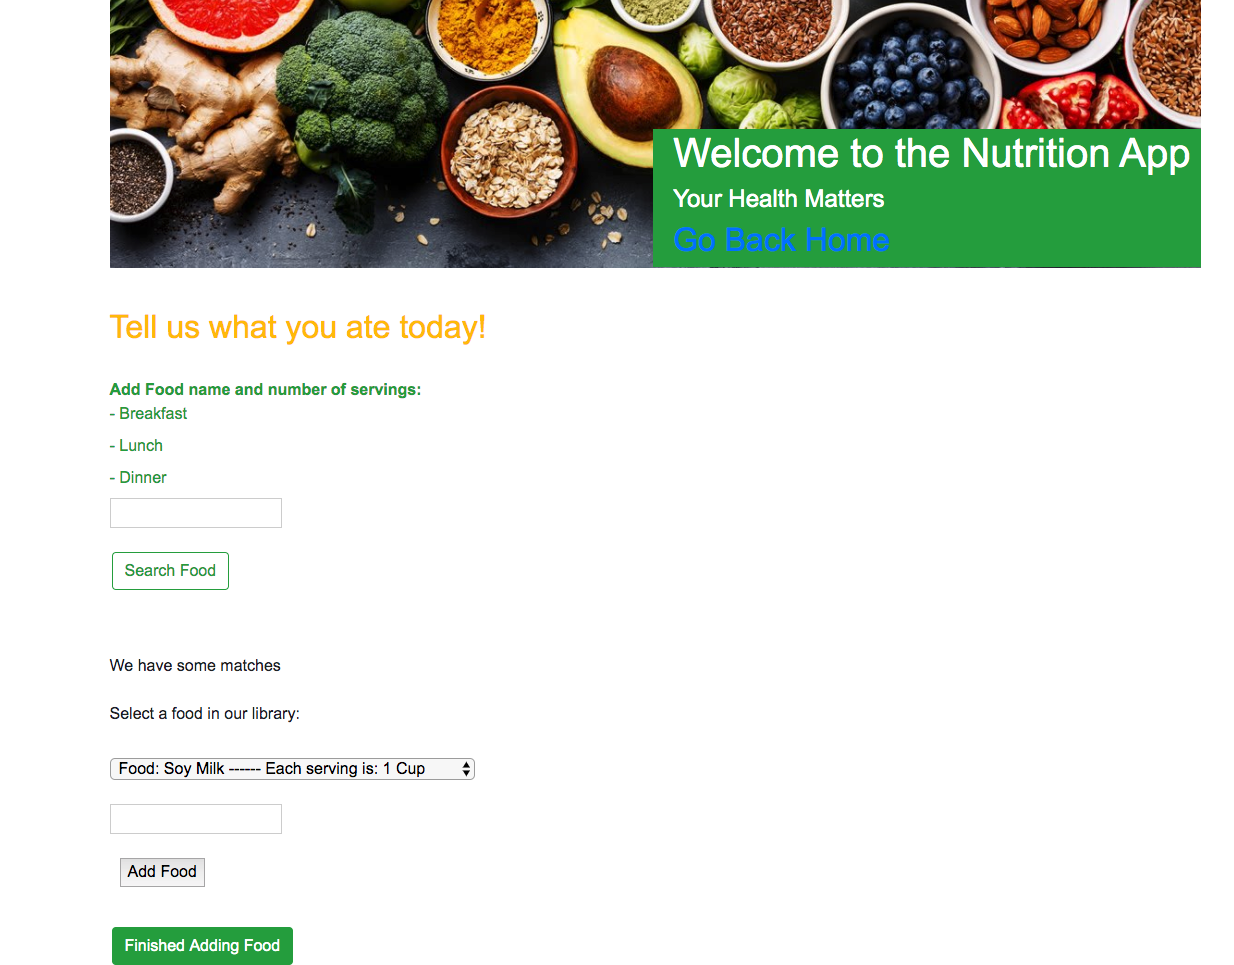 Welcome to the Nutrition App
Your Health Matters
Go Back Home
Tell us what you ate today!
Add Food name and number of servings:
- Breakfast
- Lunch
- Dinner
Search Food
We have some matches
Select a food in our library:
Food: Soy Milk ------ Each serving is: 1 Cup
Add Food
Finished Adding Food